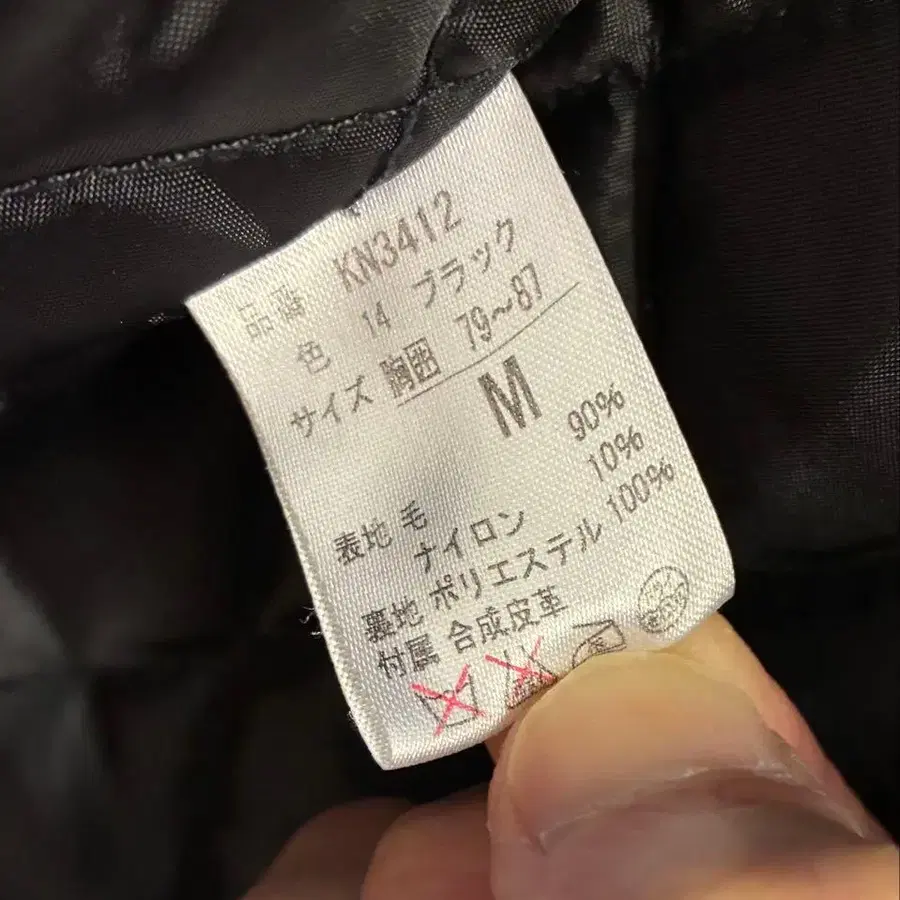 品番 KN3412
色 14 ブラック
サイズ 胸囲 79～87
M
表地 毛 90%
ナイロン 10%
裏地 ポリエステル 100%
付属 合成皮革